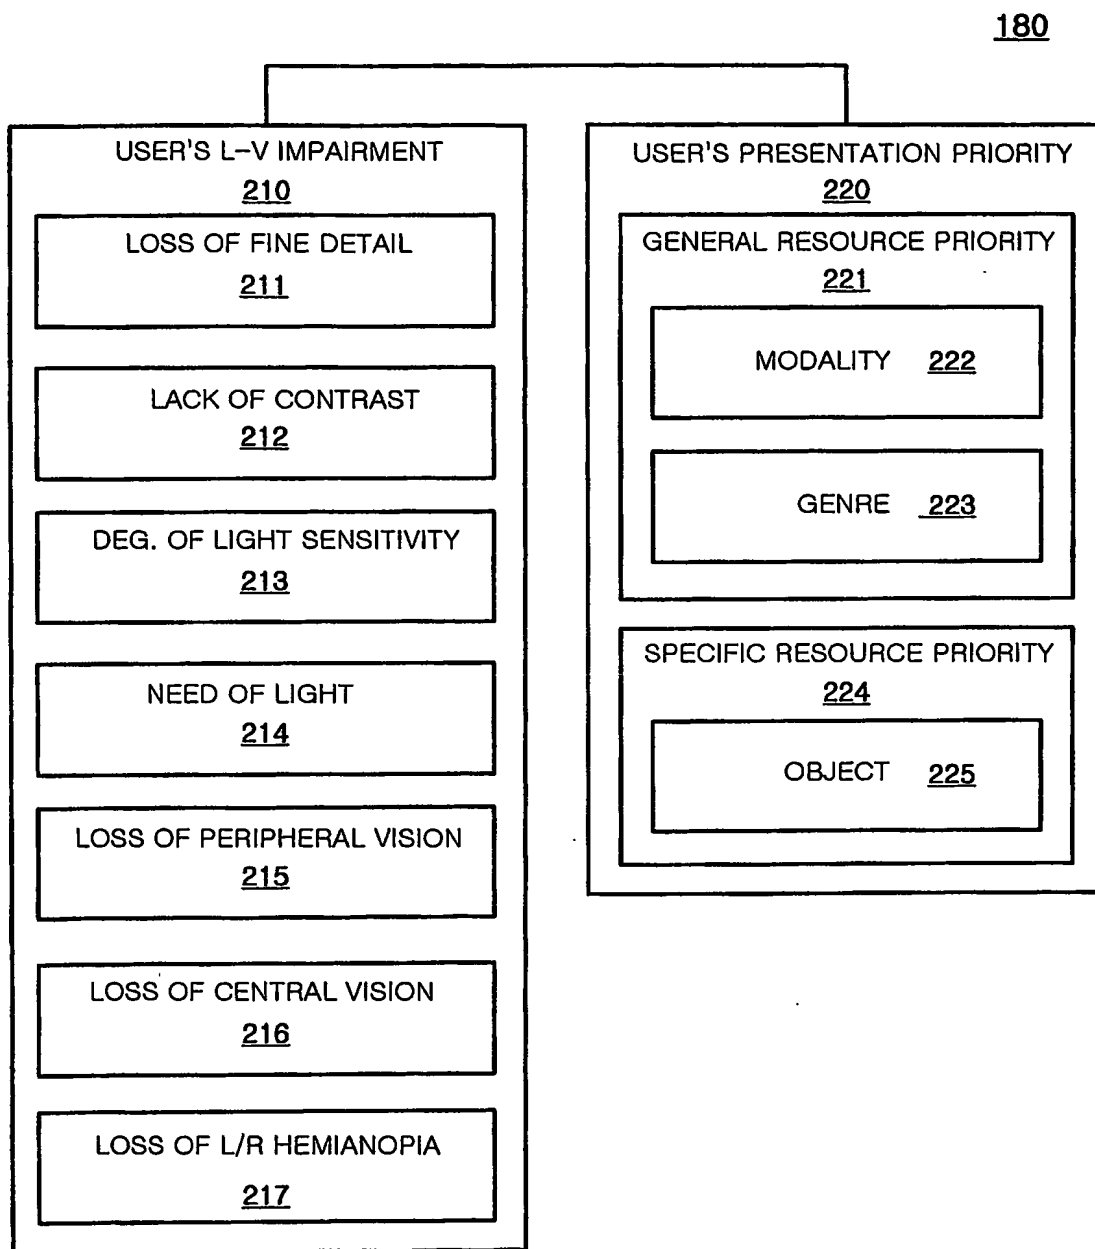 180
USER'S L-V IMPAIRMENT
210
LOSS OF FINE DETAIL
211
LACK OF CONTRAST
212
DEG. OF LIGHT SENSITIVITY
213
NEED OF LIGHT
214
LOSS OF PERIPHERAL VISION
215
LOSS OF CENTRAL VISION
216
LOSS OF L/R HEMIANOPIA
217
USER'S PRESENTATION PRIORITY
220
GENERAL RESOURCE PRIORITY
221
MODALITY 222
GENRE 223
SPECIFIC RESOURCE PRIORITY
224
OBJECT 225